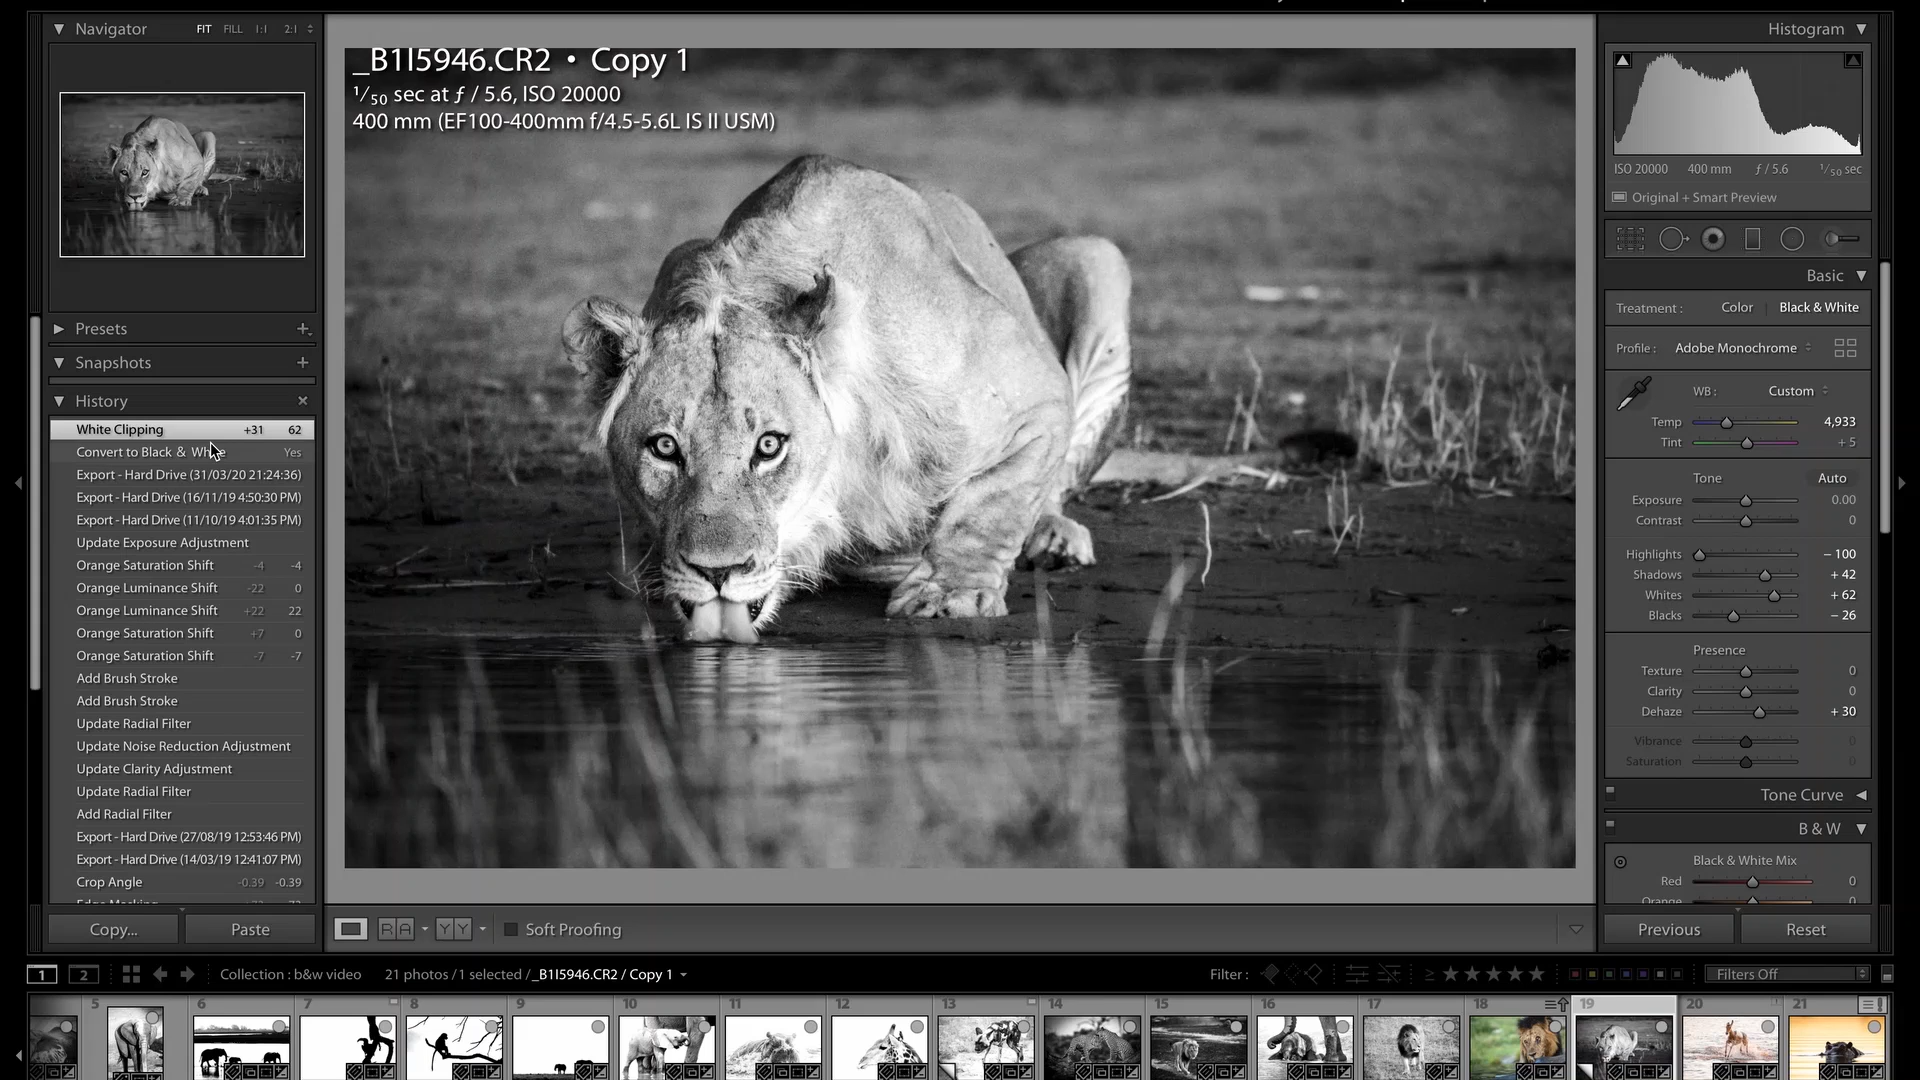 Navigator FIT FILL 1:1 2:1
Presets
Snapshots
History
White Clipping +31 62
Convert to Black & White Yes
Export - Hard Drive (31/03/20 21:24:36)
Export - Hard Drive (16/11/19 4:50:30 PM)
Export - Hard Drive (11/10/19 4:01:35 PM)
Update Exposure Adjustment
Orange Saturation Shift -4 -4
Orange Luminance Shift -22 0
Orange Luminance Shift +22 22
Orange Saturation Shift +7 0
Orange Saturation Shift -7 -7
Add Brush Stroke
Add Brush Stroke
Update Radial Filter
Update Noise Reduction Adjustment
Update Clarity Adjustment
Update Radial Filter
Add Radial Filter
Export - Hard Drive (27/08/19 12:53:46 PM)
Export - Hard Drive (14/03/19 12:41:07 PM)
Crop Angle -0.39 -0.39
Copy... Paste
_B1I5946.CR2 • Copy 1
1/50 sec at ƒ / 5.6, ISO 20000
400 mm (EF100-400mm f/4.5-5.6L IS II USM)
R A Y Y Soft Proofing
Histogram
ISO 20000 400 mm ƒ / 5.6 1/50 sec
Original + Smart Preview
Basic
Treatment : Color Black & White
Profile : Adobe Monochrome
WB : Custom
Temp 4,933
Tint + 5
Tone Auto
Exposure 0.00
Contrast 0
Highlights − 100
Shadows + 42
Whites + 62
Blacks − 26
Presence
Texture 0
Clarity 0
Dehaze + 30
Vibrance 0
Saturation 0
Tone Curve
B & W
Black & White Mix
Red 0
Orange 0
Previous Reset
1 2 Collection : b&w video 21 photos / 1 selected / _B1I5946.CR2 / Copy 1 Filter : ≥ Filters Off
5 6 7 8 9 10 11 12 13 14 15 16 17 18 19 20 21